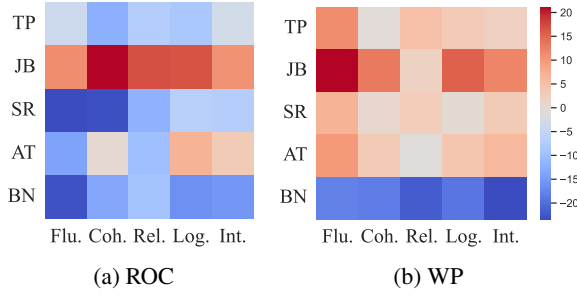 TP
JB
SR
AT
BN
Flu. Coh. Rel. Log. Int.
(a) ROC
TP
JB
SR
AT
BN
Flu. Coh. Rel. Log. Int.
(b) WP
20
15
10
5
0
−5
−10
−15
−20